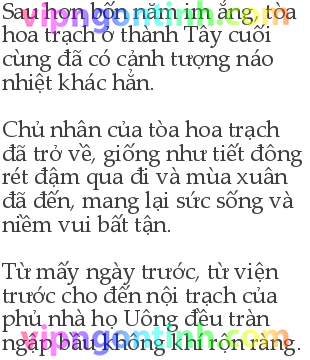 Sau hơn bốn năm im ắng, tòa
hoa trạch ở thành Tây cuối
cùng đã có cảnh tượng náo
nhiệt khác hẳn.
Chủ nhân của tòa hoa trạch
đã trở về, giống như tiết đông
rét đậm qua đi và mùa xuân
đã đến, mang lại sức sống và
niềm vui bất tận.
Từ mấy ngày trước, từ viện
trước cho đến nội trạch của
phủ nhà họ Uông đều tràn
ngập bầu không khí rộn ràng.
vipngontinh.com
vipngontinh.com